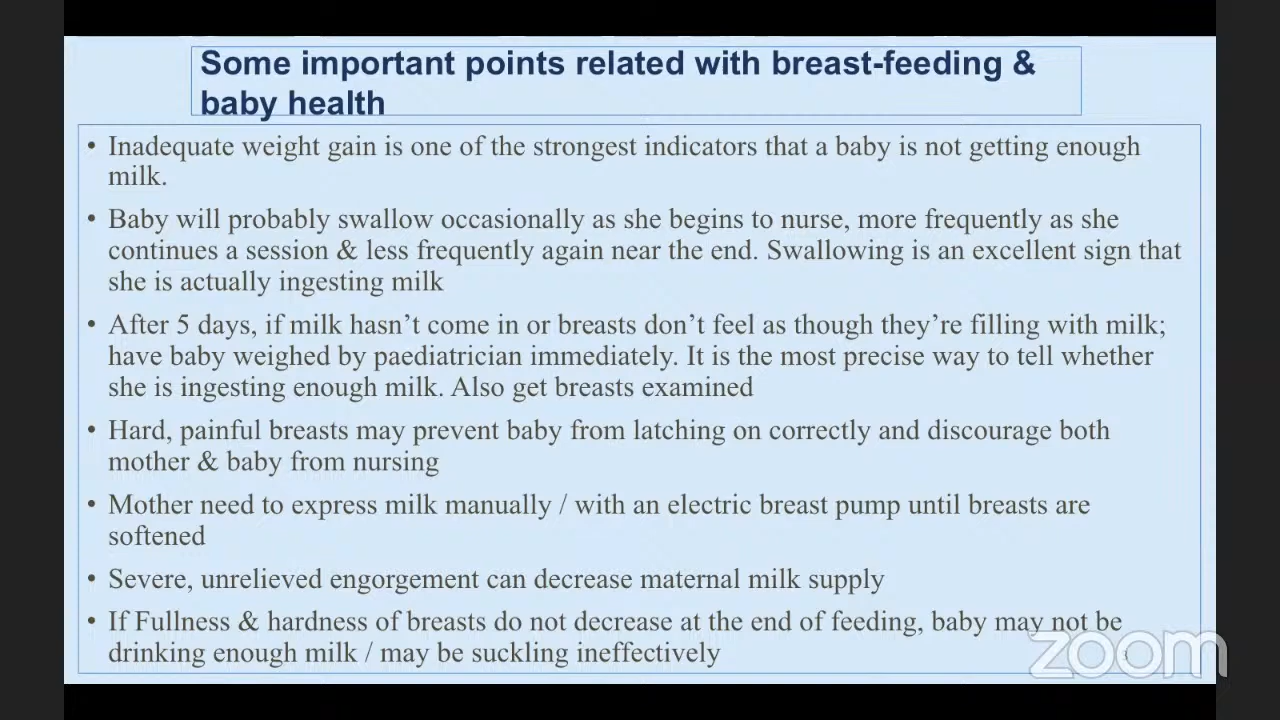 Some important points related with breast-feeding &
baby health
• Inadequate weight gain is one of the strongest indicators that a baby is not getting enough
milk.
• Baby will probably swallow occasionally as she begins to nurse, more frequently as she
continues a session & less frequently again near the end. Swallowing is an excellent sign that
she is actually ingesting milk
• After 5 days, if milk hasn’t come in or breasts don’t feel as though they’re filling with milk;
have baby weighed by paediatrician immediately. It is the most precise way to tell whether
she is ingesting enough milk. Also get breasts examined
• Hard, painful breasts may prevent baby from latching on correctly and discourage both
mother & baby from nursing
• Mother need to express milk manually / with an electric breast pump until breasts are
softened
• Severe, unrelieved engorgement can decrease maternal milk supply
• If Fullness & hardness of breasts do not decrease at the end of feeding, baby may not be
drinking enough milk / may be suckling ineffectively
zoom